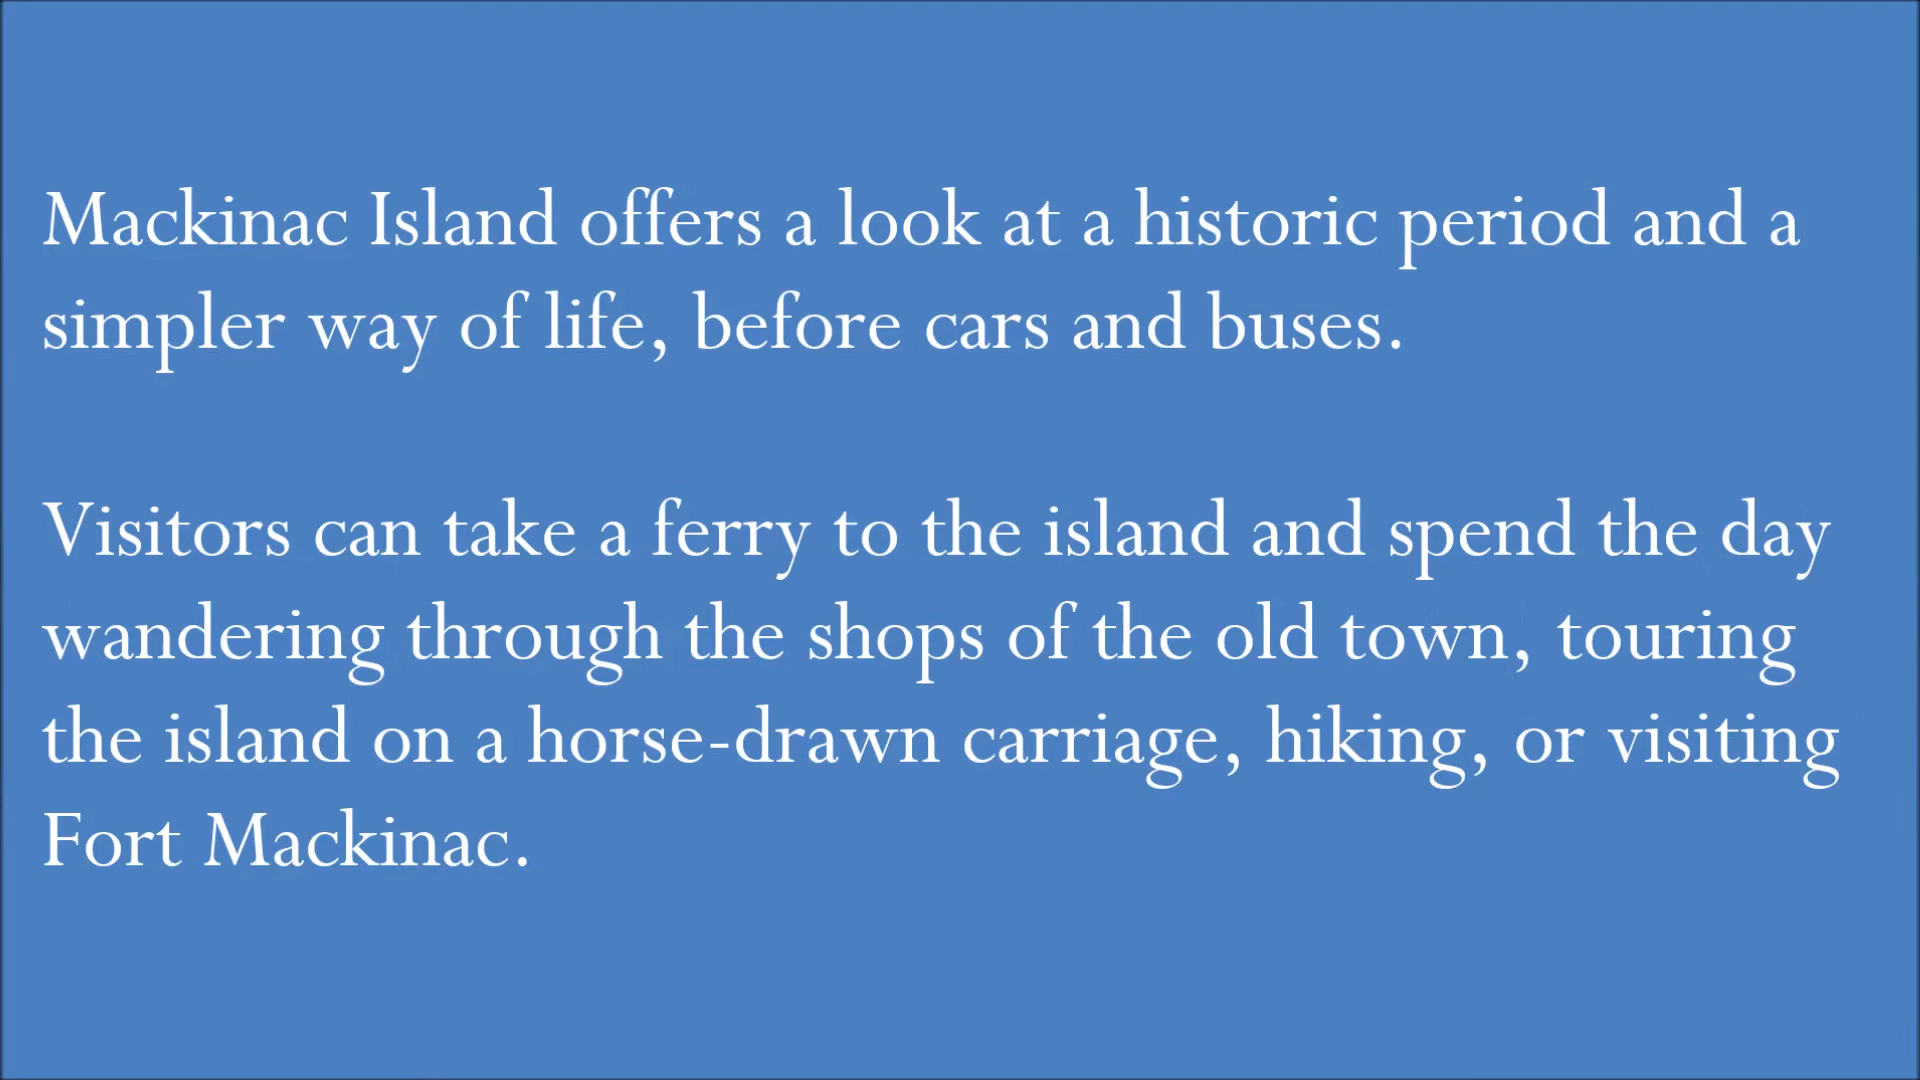 Mackinac Island offers a look at a historic period and a
simpler way of life, before cars and buses.
Visitors can take a ferry to the island and spend the day
wandering through the shops of the old town, touring
the island on a horse-drawn carriage, hiking, or visiting
Fort Mackinac.